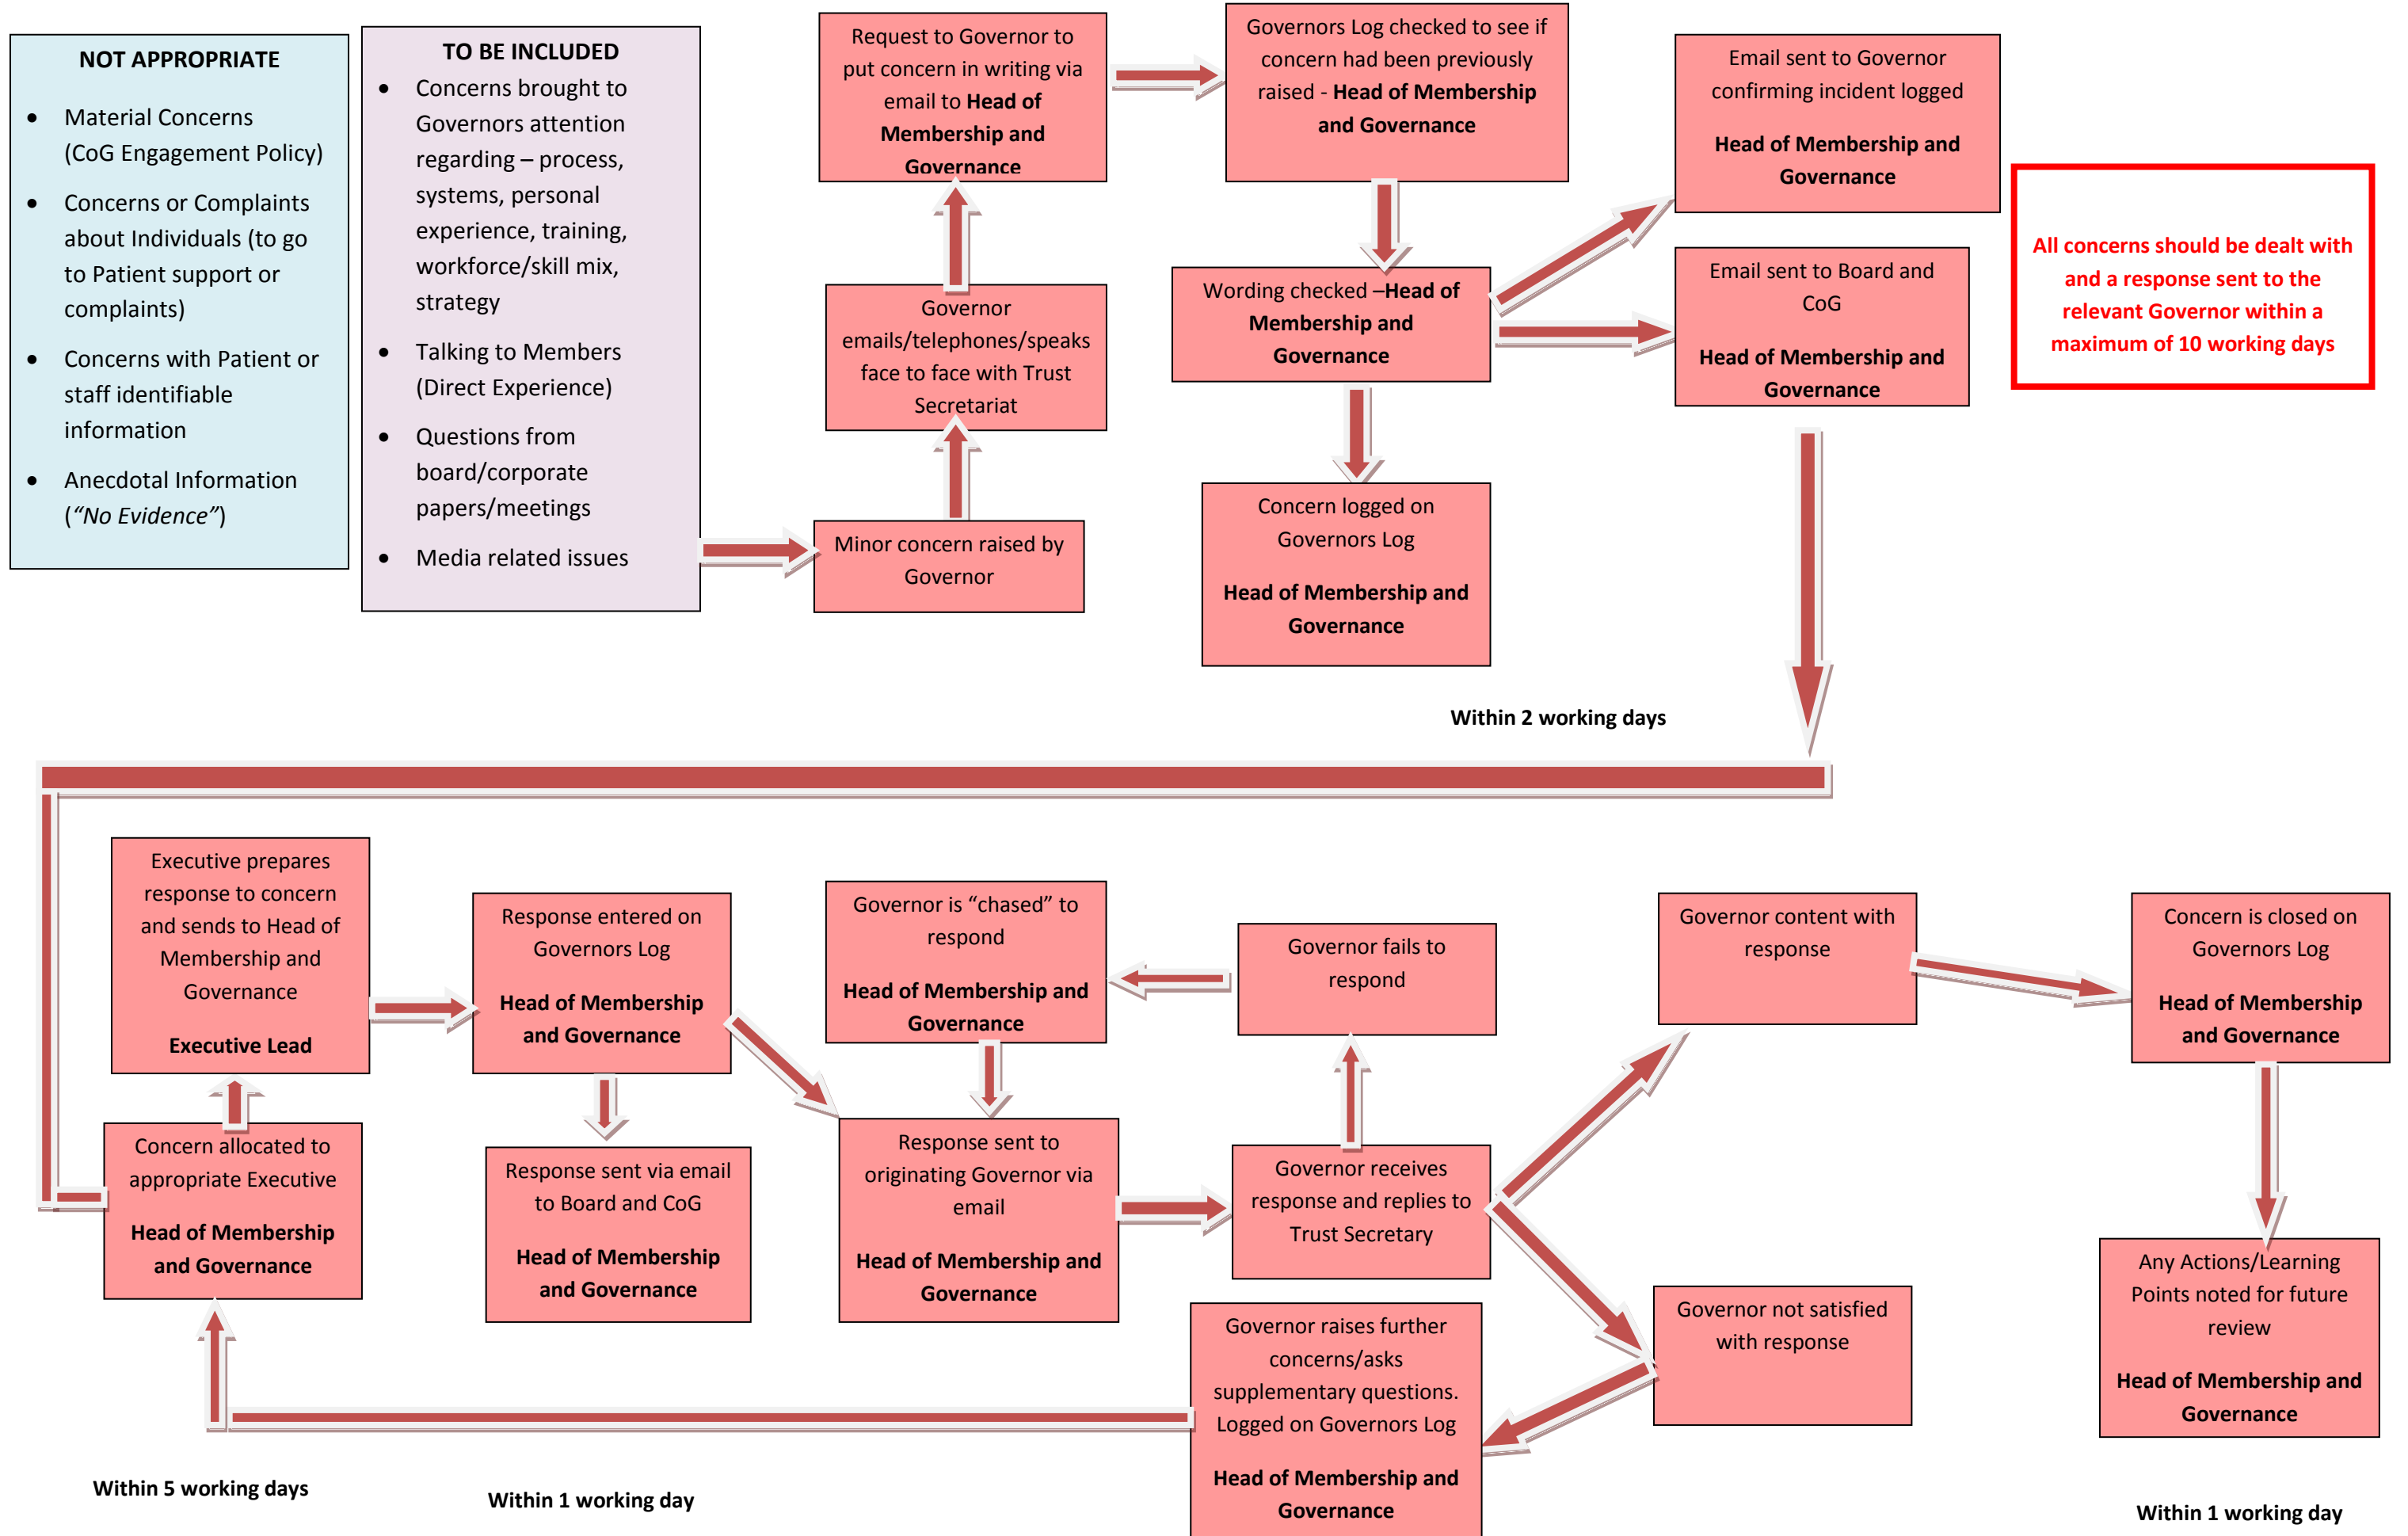 NOT APPROPRIATE
• Material Concerns
(CoG Engagement Policy)
• Concerns or Complaints
about Individuals (to go
to Patient support or
complaints)
• Concerns with Patient or
staff identifiable
information
• Anecdotal Information
(“No Evidence”)
TO BE INCLUDED
• Concerns brought to
Governors attention
regarding – process,
systems, personal
experience, training,
workforce/skill mix,
strategy
• Talking to Members
(Direct Experience)
• Questions from
board/corporate
papers/meetings
• Media related issues
Minor concern raised by
Governor
Governor
emails/telephones/speaks
face to face with Trust
Secretariat
Request to Governor to
put concern in writing via
email to Head of
Membership and
Governance
Governors Log checked to see if
concern had been previously
raised - Head of Membership
and Governance
Wording checked –Head of
Membership and
Governance
Concern logged on
Governors Log
Head of Membership and
Governance
Email sent to Governor
confirming incident logged
Head of Membership and
Governance
Email sent to Board and
CoG
Head of Membership and
Governance
All concerns should be dealt with
and a response sent to the
relevant Governor within a
maximum of 10 working days
Within 2 working days
Concern allocated to
appropriate Executive
Head of Membership
and Governance
Executive prepares
response to concern
and sends to Head of
Membership and
Governance
Executive Lead
Response entered on
Governors Log
Head of Membership
and Governance
Response sent via email
to Board and CoG
Head of Membership
and Governance
Governor is “chased” to
respond
Head of Membership and
Governance
Response sent to
originating Governor via
email
Head of Membership and
Governance
Governor fails to
respond
Governor receives
response and replies to
Trust Secretary
Governor raises further
concerns/asks
supplementary questions.
Logged on Governors Log
Head of Membership and
Governance
Governor content with
response
Governor not satisfied
with response
Concern is closed on
Governors Log
Head of Membership
and Governance
Any Actions/Learning
Points noted for future
review
Head of Membership and
Governance
Within 5 working days
Within 1 working day
Within 1 working day